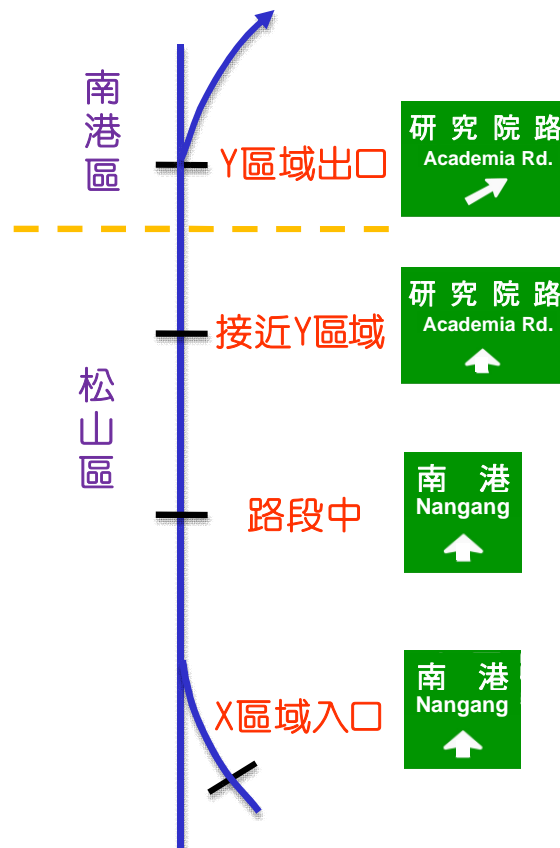 南港區
Y區域出口
研究院路
Academia Rd.
接近Y區域
研究院路
Academia Rd.
松山區
路段中
南港
Nangang
X區域入口
南港
Nangang